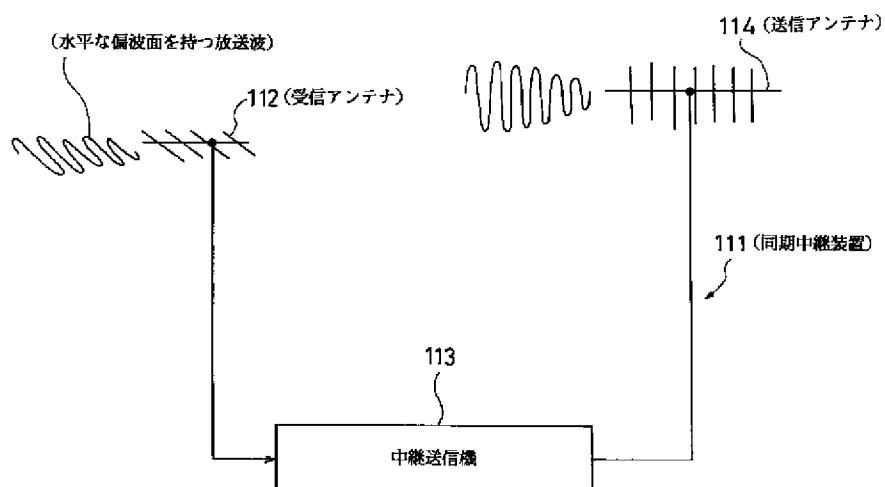 (水平な偏波面を持つ放送波)
112(受信アンテナ)
114(送信アンテナ)
111(同期中継装置)
113
中継送信機